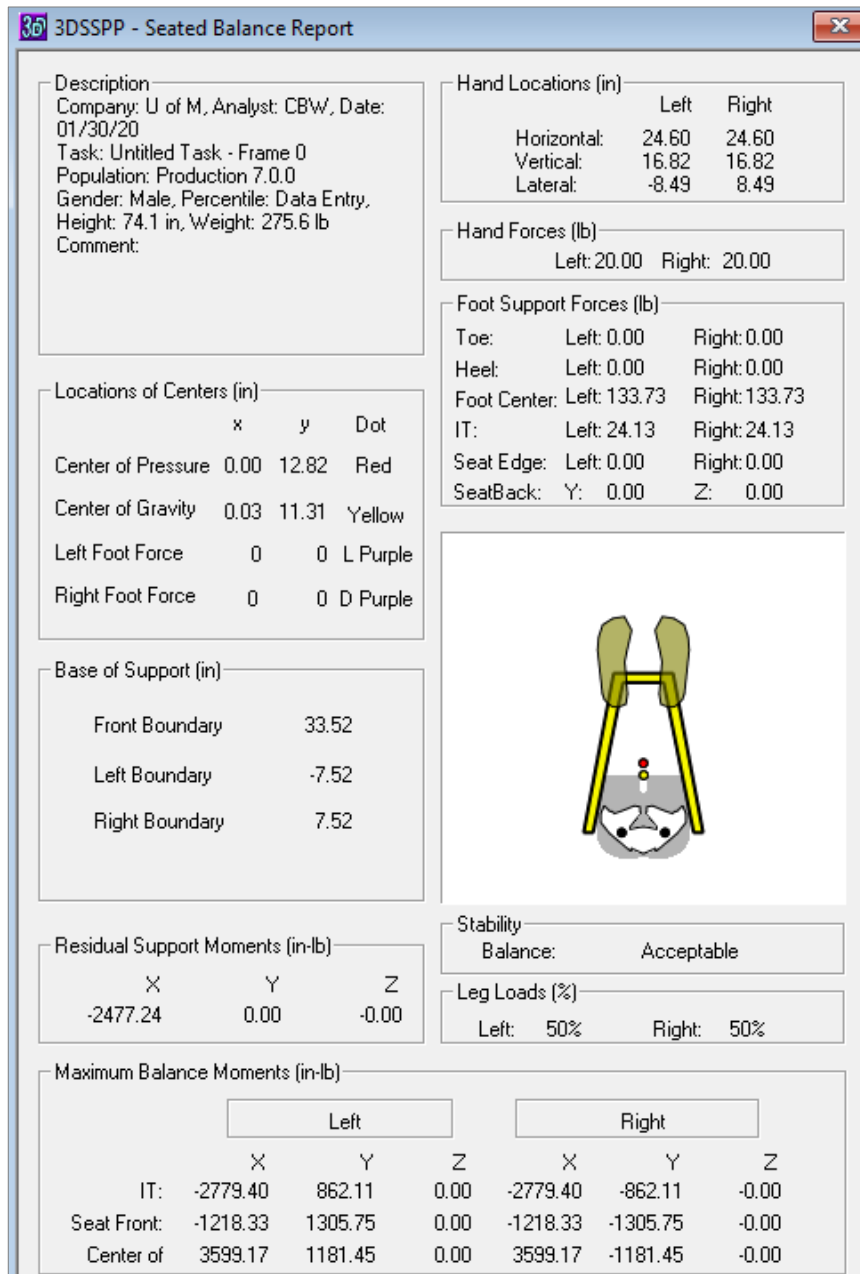 3DSSPP - Seated Balance Report
Description
Company: U of M, Analyst: CBW, Date:
01/30/20
Task: Untitled Task - Frame 0
Population: Production 7.0.0
Gender: Male, Percentile: Data Entry,
Height: 74.1 in, Weight: 275.6 lb
Comment:
Locations of Centers (in)
x y Dot
Center of Pressure 0.00 12.82 Red
Center of Gravity 0.03 11.31 Yellow
Left Foot Force 0 0 L Purple
Right Foot Force 0 0 D Purple
Base of Support (in)
Front Boundary 33.52
Left Boundary -7.52
Right Boundary 7.52
Residual Support Moments (in-lb)
X Y Z
-2477.24 0.00 -0.00
Hand Locations (in)
Left Right
Horizontal: 24.60 24.60
Vertical: 16.82 16.82
Lateral: -8.49 8.49
Hand Forces (lb)
Left: 20.00 Right: 20.00
Foot Support Forces (lb)
Toe: Left: 0.00 Right: 0.00
Heel: Left: 0.00 Right: 0.00
Foot Center: Left: 133.73 Right: 133.73
IT: Left: 24.13 Right: 24.13
Seat Edge: Left: 0.00 Right: 0.00
SeatBack: Y: 0.00 Z: 0.00
Stability
Balance: Acceptable
Leg Loads (%)
Left: 50% Right: 50%
Maximum Balance Moments (in-lb)
Left Right
X Y Z X Y Z
IT: -2779.40 862.11 0.00 -2779.40 -862.11 -0.00
Seat Front: -1218.33 1305.75 0.00 -1218.33 -1305.75 -0.00
Center of 3599.17 1181.45 0.00 3599.17 -1181.45 -0.00